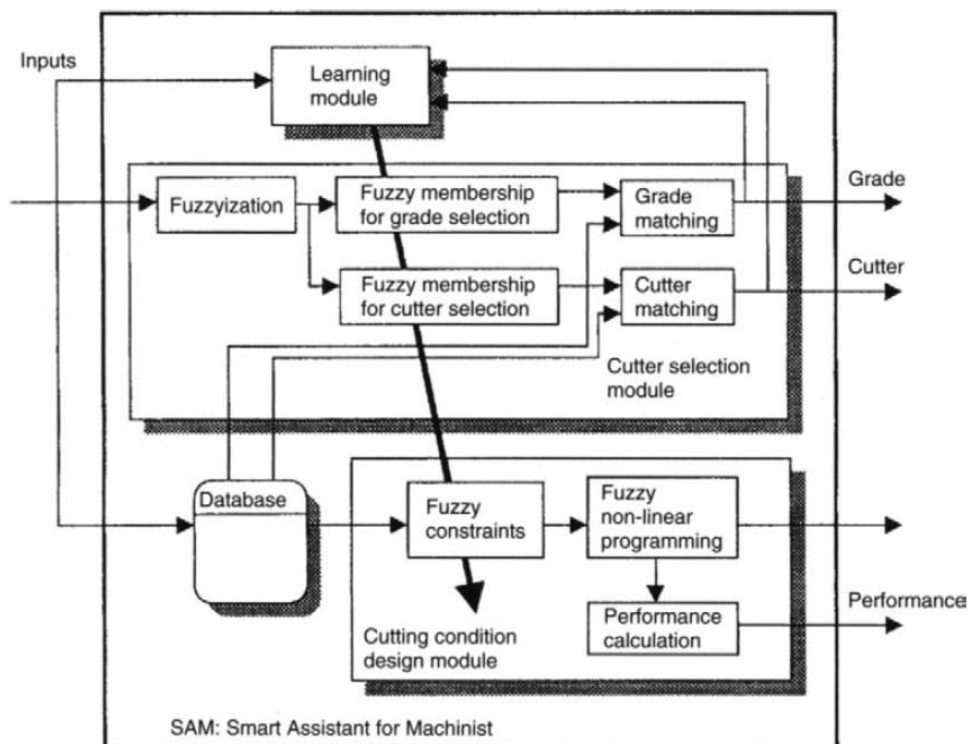 Inputs
Learning
module
Fuzzyization
Fuzzy membership
for grade selection
Grade
matching
Grade
Fuzzy membership
for cutter selection
Cutter
matching
Cutter
Cutter selection
module
Database
Fuzzy
constraints
Fuzzy
non-linear
programming
Performance
calculation
Performance
Cutting condition
design module
SAM: Smart Assistant for Machinist